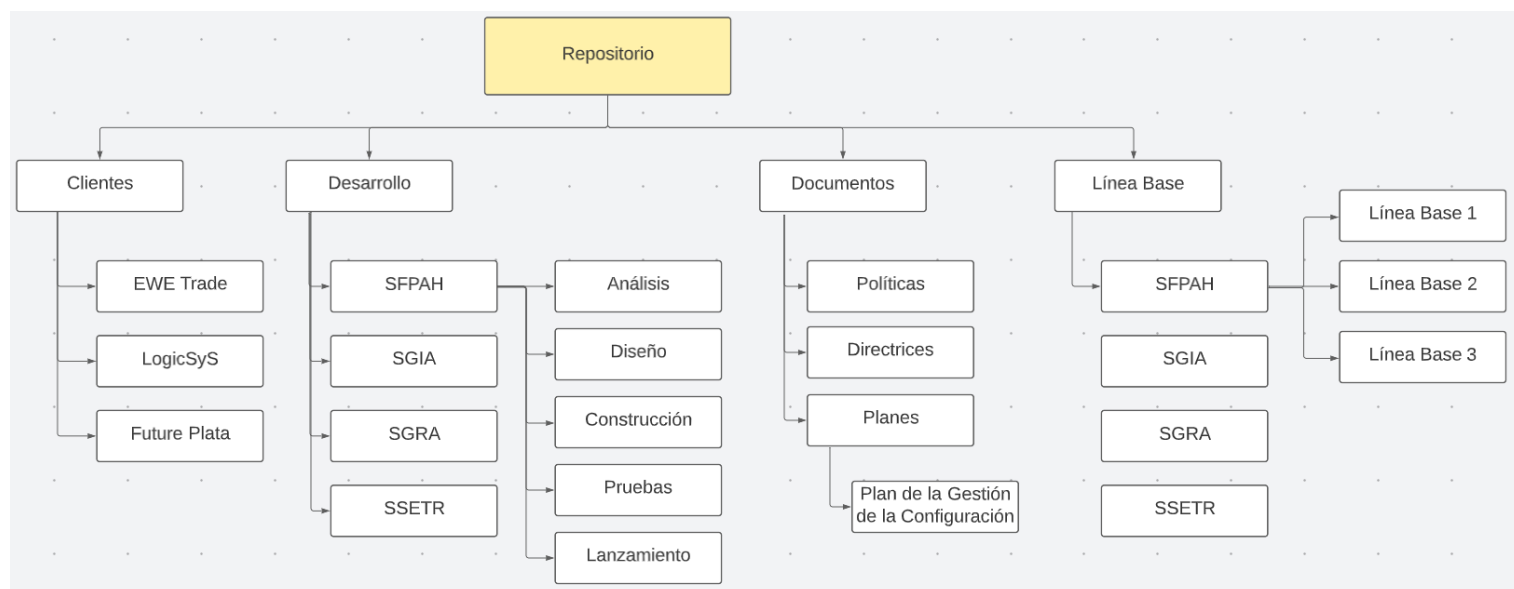 Repositorio
Clientes
Desarrollo
Documentos
Línea Base
Línea Base 1
EWE Trade
SFPAH
Análisis
Políticas
SFPAH
Línea Base 2
LogicSyS
SGIA
Diseño
Directrices
SGIA
Línea Base 3
Future Plata
SGRA
Construcción
Planes
SGRA
SSETR
Pruebas
Plan de la Gestión
de la Configuración
SSETR
Lanzamiento